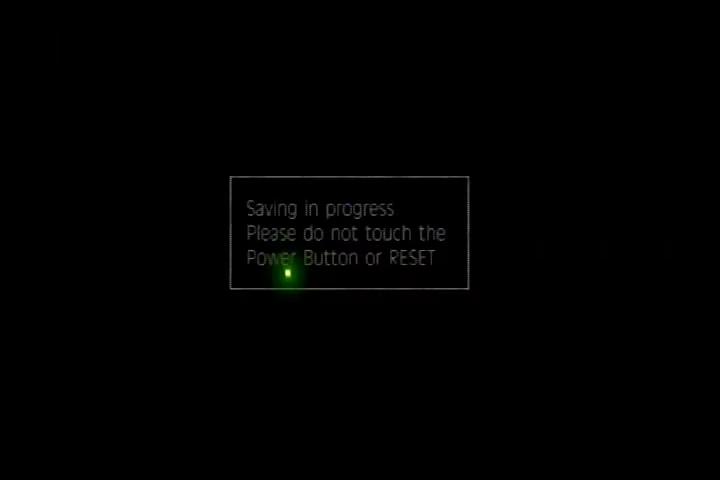 Saving in progress
Please do not touch the
Power Button or RESET